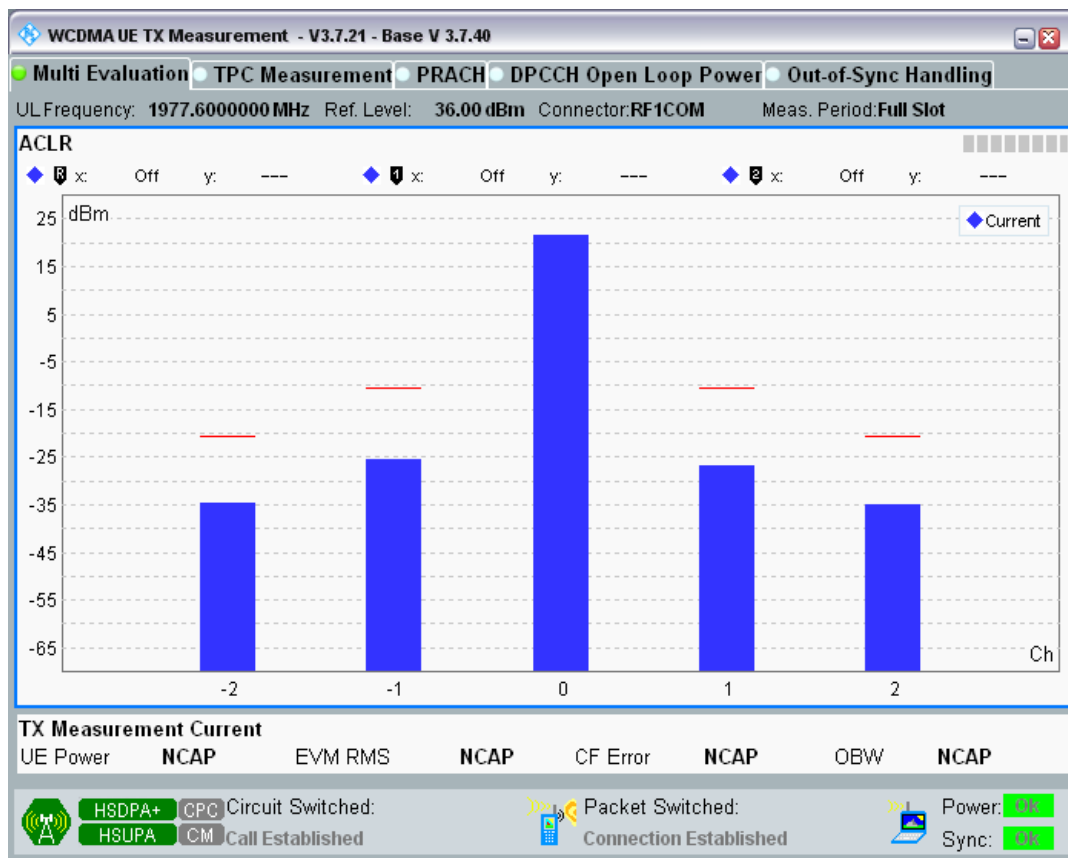 WCDMA UE TX Measurement - V3.7.21 - Base V 3.7.40
Multi Evaluation TPC Measurement PRACH DPCCH Open Loop Power Out-of-Sync Handling
UL Frequency: 1977.6000000 MHz Ref. Level: 36.00 dBm Connector:RF1COM Meas. Period:Full Slot
ACLR
R x: Off y: --- 1 x: Off y: --- 2 x: Off y: ---
25 dBm
Current
15
5
-5
-15
-25
-35
-45
-55
-65
Ch
-2 -1 0 1 2
TX Measurement Current
UE Power NCAP EVM RMS NCAP CF Error NCAP OBW NCAP
HSDPA+ CPC Circuit Switched: Packet Switched: Power: OK
HSUPA CM Call Established Connection Established Sync: OK